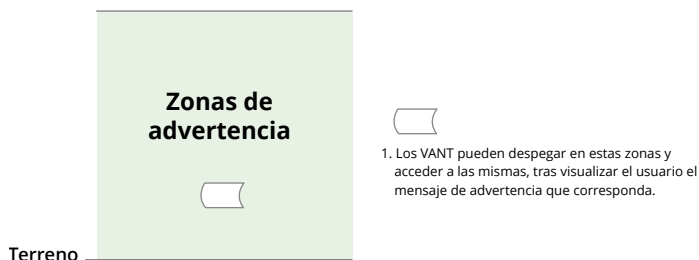 Zonas de
advertencia
1. Los VANT pueden despegar en estas zonas y
acceder a las mismas, tras visualizar el usuario el
mensaje de advertencia que corresponda.
Terreno